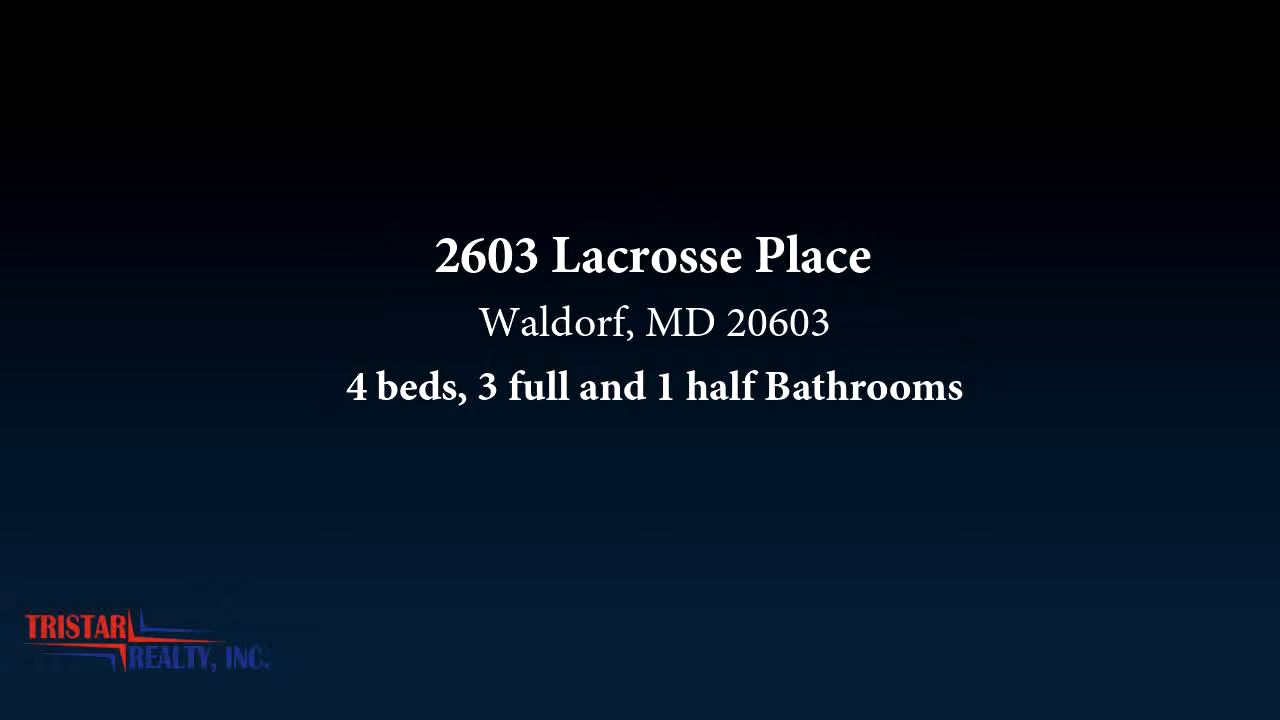 2603 Lacrosse Place
Waldorf, MD 20603
4 beds, 3 full and 1 half Bathrooms
TRISTAR
REALTY, INC.